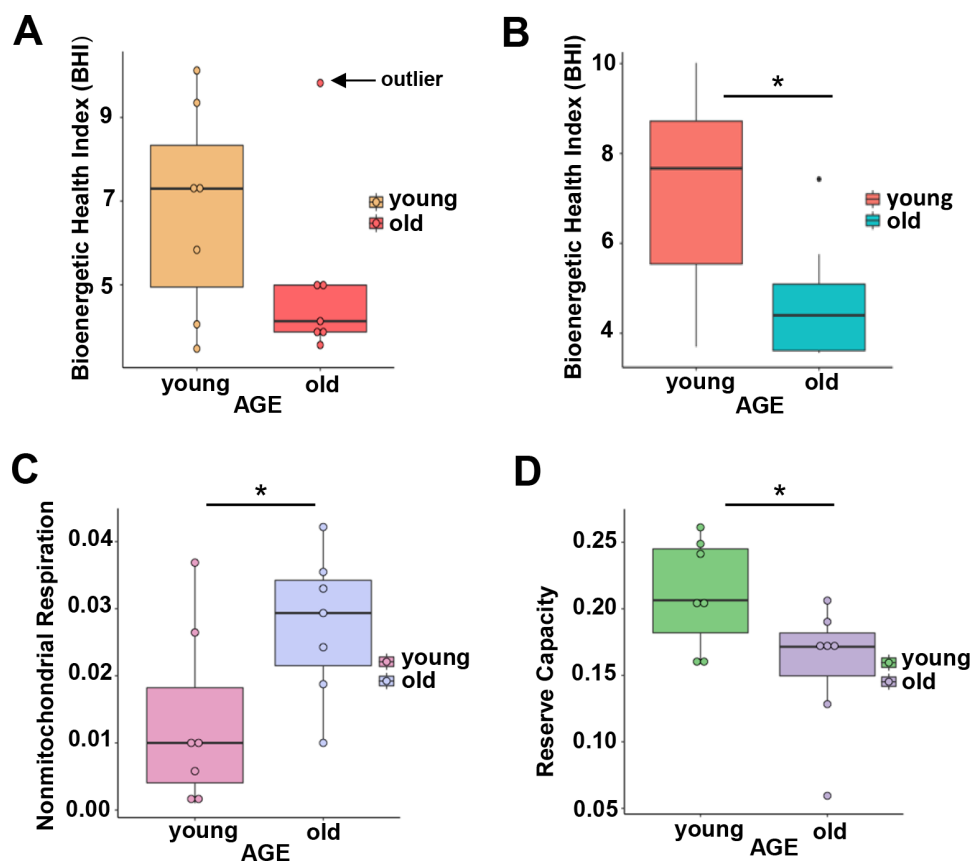 A
Bioenergetic Health Index (BHI)
9
7
5
outlier
young
old
young
old
AGE
B
Bioenergetic Health Index (BHI)
10
8
6
4
*
young
old
young
old
AGE
C
Nonmitochondrial Respiration
0.04
0.03
0.02
0.01
0.00
*
young
old
young
old
AGE
D
Reserve Capacity
0.25
0.20
0.15
0.10
0.05
*
young
old
young
old
AGE